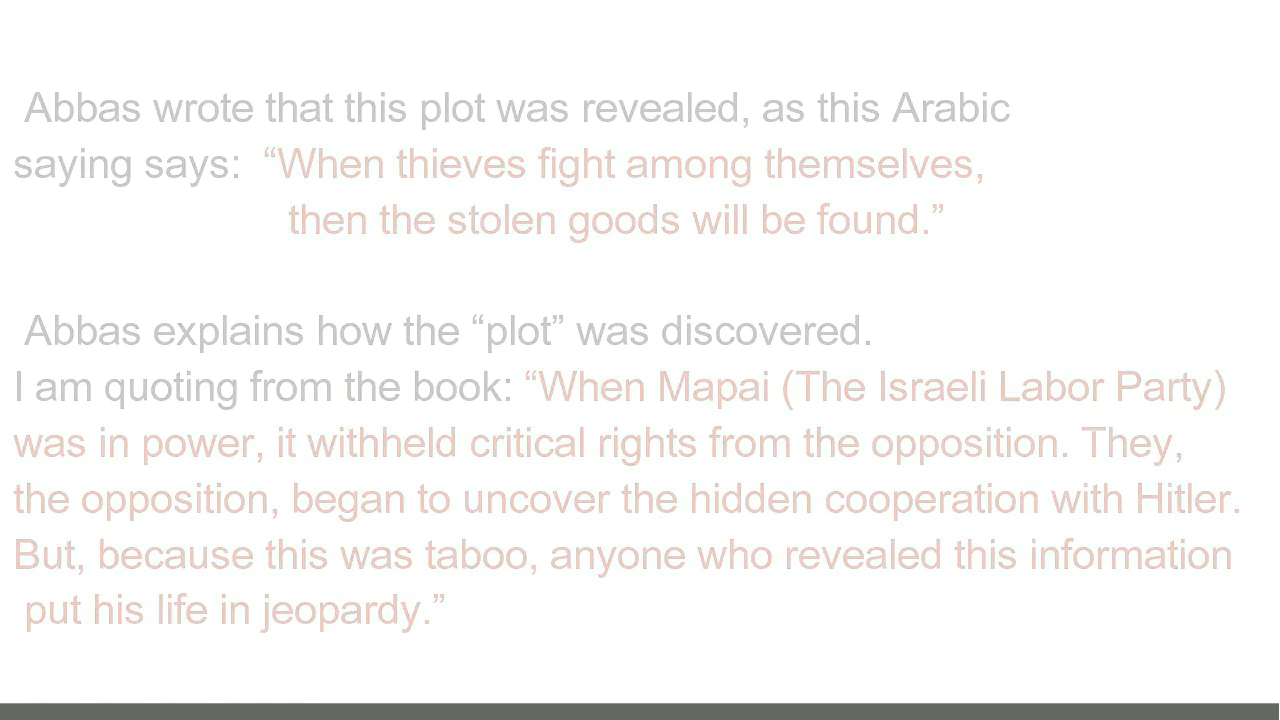 Abbas wrote that this plot was revealed, as this Arabic
saying says: “When thieves fight among themselves,
then the stolen goods will be found.”
Abbas explains how the “plot” was discovered.
I am quoting from the book: “When Mapai (The Israeli Labor Party)
was in power, it withheld critical rights from the opposition. They,
the opposition, began to uncover the hidden cooperation with Hitler.
But, because this was taboo, anyone who revealed this information
put his life in jeopardy.”